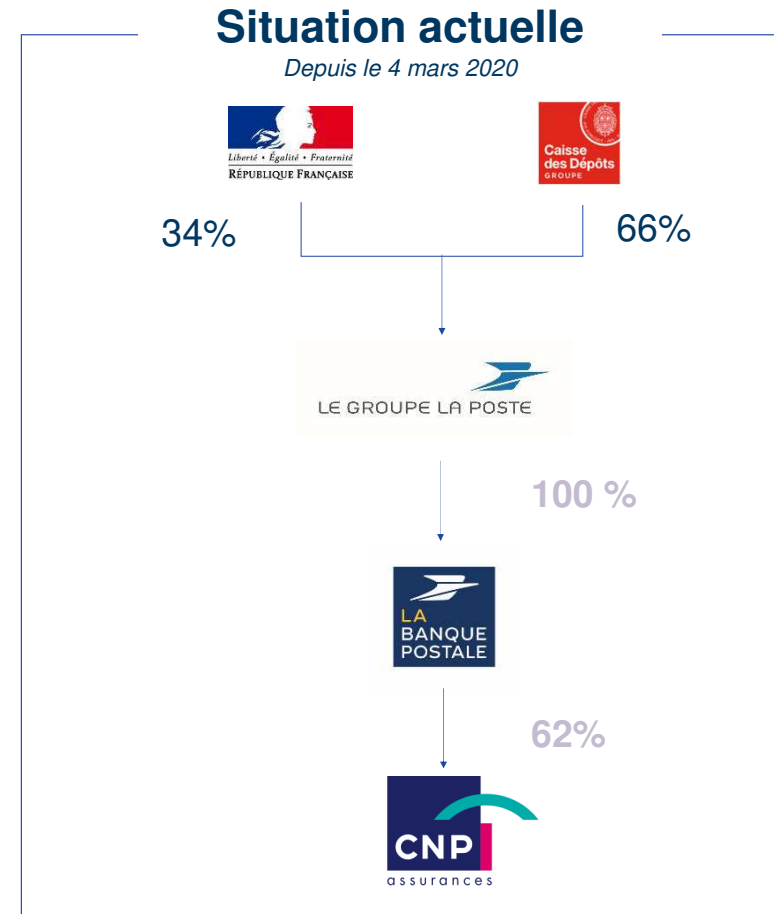 Situation actuelle
Depuis le 4 mars 2020
Liberté • Égalité • Fraternité
RÉPUBLIQUE FRANÇAISE
Caisse
des Dépôts
GROUPE
34%
66%
LE GROUPE LA POSTE
100 %
LA
BANQUE
POSTALE
62%
CNP
assurances